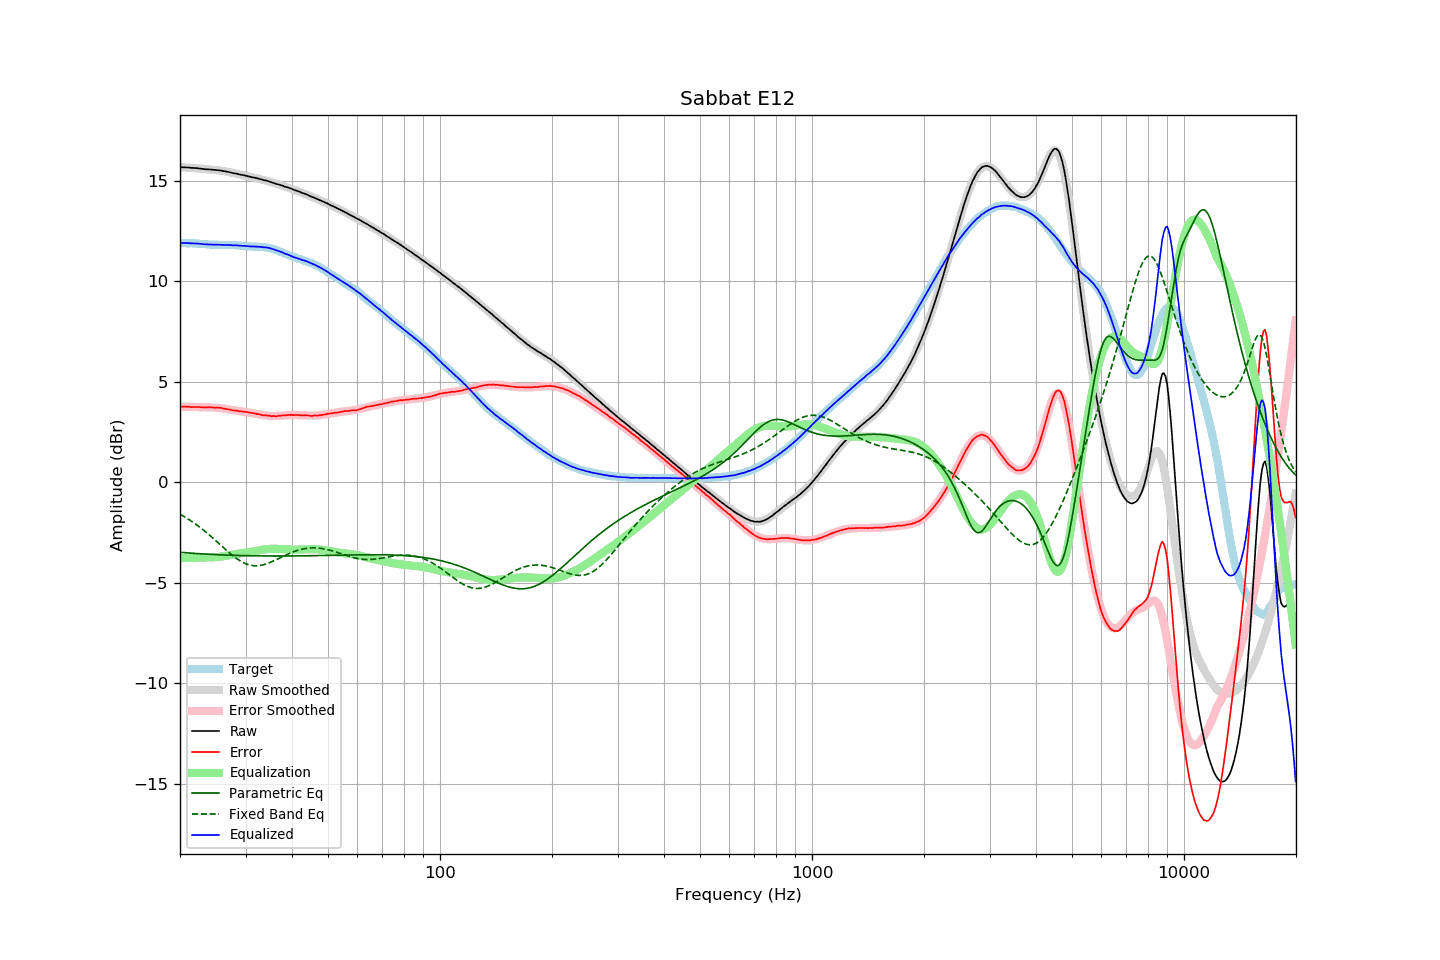 Sabbat E12
Amplitude (dBr)
15
10
5
0
−5
−10
−15
Target
Raw Smoothed
Error Smoothed
Raw
Error
Equalization
Parametric Eq
Fixed Band Eq
Equalized
100
1000
10000
Frequency (Hz)